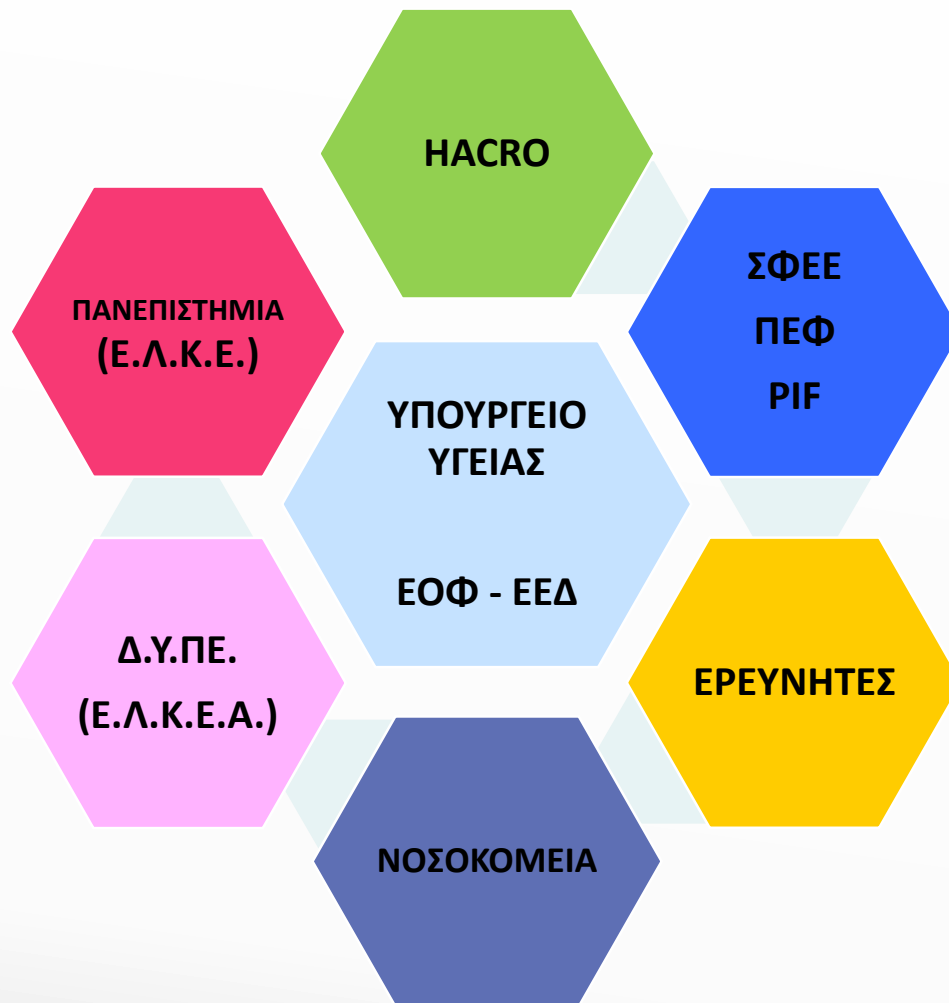 HACRO
ΠΑΝΕΠΙΣΤΗΜΙΑ
(Ε.Λ.Κ.Ε.)
ΣΦΕΕ
ΠΕΦ
PIF
ΥΠΟΥΡΓΕΙΟ
ΥΓΕΙΑΣ
ΕΟΦ - ΕΕΔ
Δ.Υ.ΠΕ.
(Ε.Λ.Κ.Ε.Α.)
ΕΡΕΥΝΗΤΕΣ
ΝΟΣΟΚΟΜΕΙΑ